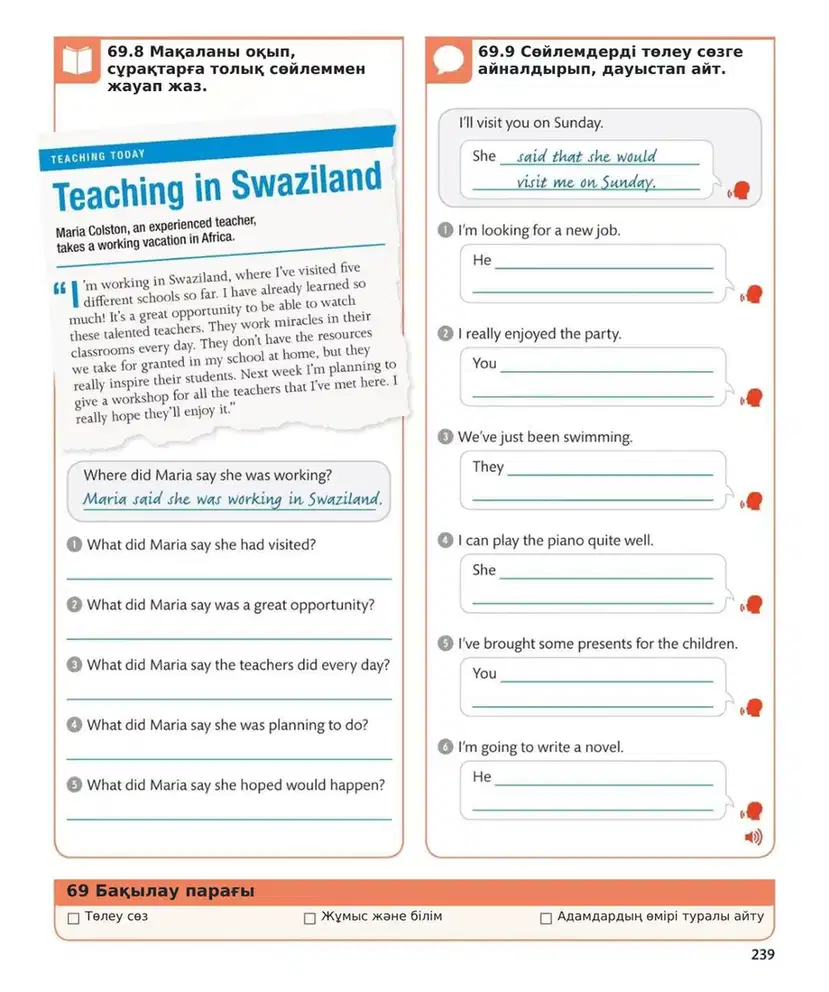 69.8 Мақаланы оқып,
сұрақтарға толық сөйлеммен
жауап жаз.
TEACHING TODAY
Teaching in Swaziland
Maria Colston, an experienced teacher,
takes a working vacation in Africa.
“I’m working in Swaziland, where I’ve visited five
different schools so far. I have already learned so
much! It’s a great opportunity to be able to watch
these talented teachers. They work miracles in their
classrooms every day. They don’t have the resources
we take for granted in my school at home, but they
really inspire their students. Next week I’m planning to
give a workshop for all the teachers that I’ve met here. I
really hope they’ll enjoy it.”
Where did Maria say she was working?
Maria said she was working in Swaziland.
1 What did Maria say she had visited?
2 What did Maria say was a great opportunity?
3 What did Maria say the teachers did every day?
4 What did Maria say she was planning to do?
5 What did Maria say she hoped would happen?
69.9 Сөйлемдерді төлеу сөзге
айналдырып, дауыстап айт.
I’ll visit you on Sunday.
She said that she would
visit me on Sunday.
1 I’m looking for a new job.
He
2 I really enjoyed the party.
You
3 We’ve just been swimming.
They
4 I can play the piano quite well.
She
5 I’ve brought some presents for the children.
You
6 I’m going to write a novel.
He
69 Бақылау парағы
Төлеу сөз
Жұмыс және білім
Адамдардың өмірі туралы айту
239